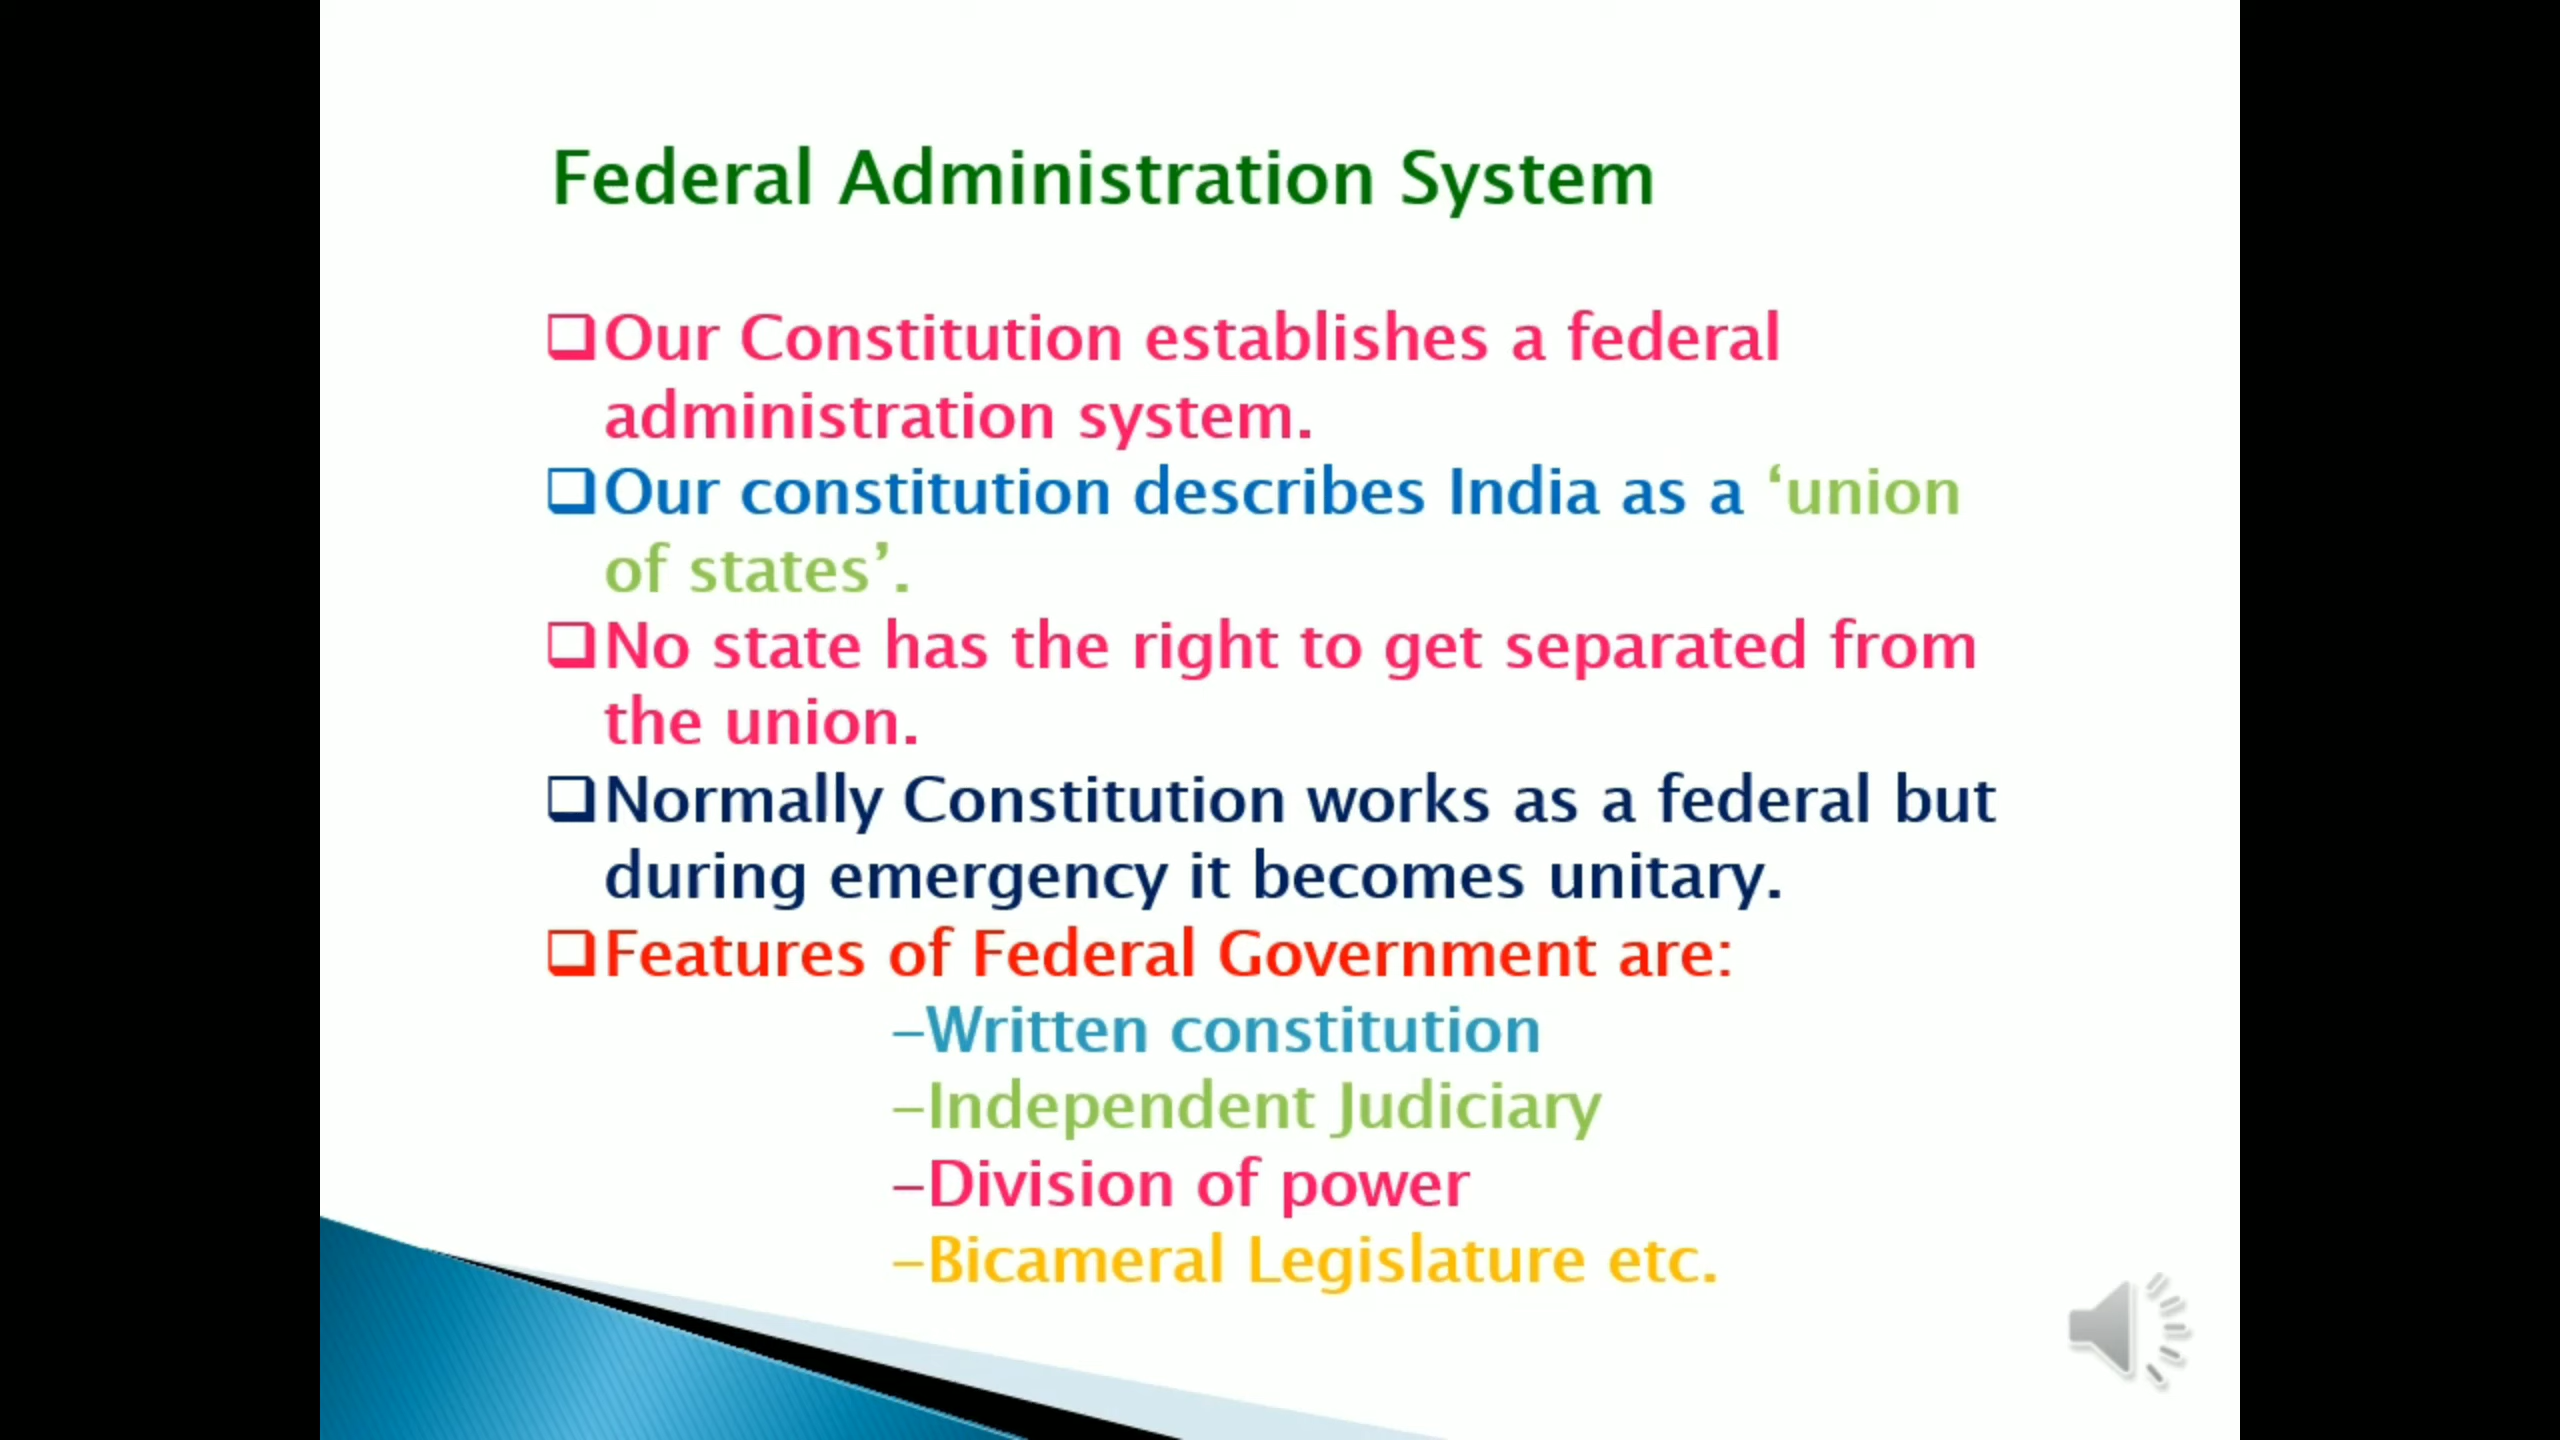 Federal Administration System
❑Our Constitution establishes a federal
administration system.
❑Our constitution describes India as a ‘union
of states’.
❑No state has the right to get separated from
the union.
❑Normally Constitution works as a federal but
during emergency it becomes unitary.
❑Features of Federal Government are:
–Written constitution
–Independent Judiciary
–Division of power
–Bicameral Legislature etc.